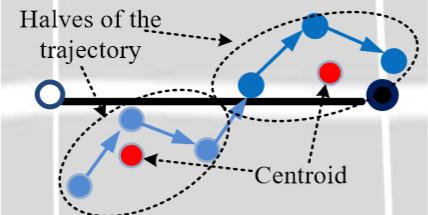 Halves of the
trajectory
Centroid